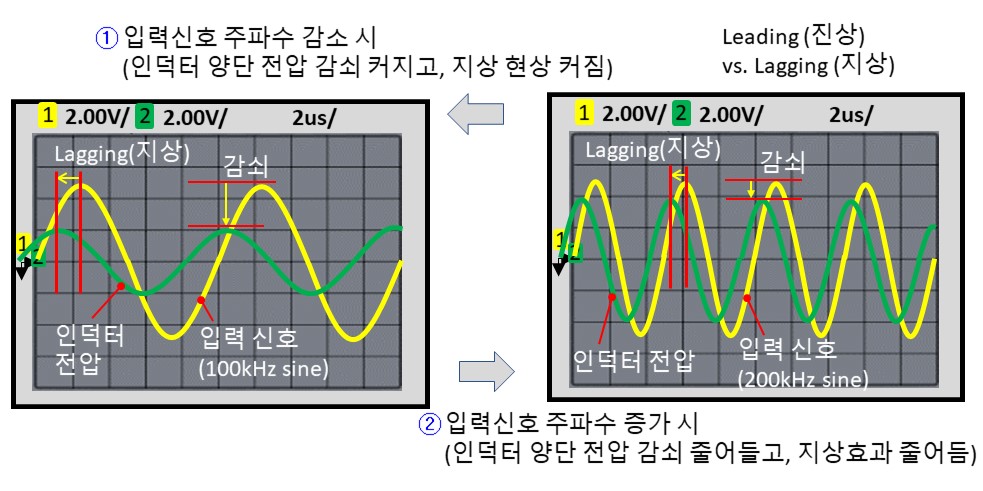 ① 입력신호 주파수 감소 시
(인덕터 양단 전압 감쇠 커지고, 지상 현상 커짐)
Leading (진상)
vs. Lagging (지상)
1 2.00V/ 2 2.00V/ 2us/
Lagging(지상)
감쇠
1
2
인덕터
전압
입력 신호
(100kHz sine)
1 2.00V/ 2 2.00V/ 2us/
Lagging(지상)
감쇠
1
2
인덕터 전압
입력 신호
(200kHz sine)
② 입력신호 주파수 증가 시
(인덕터 양단 전압 감쇠 줄어들고, 지상효과 줄어듬)